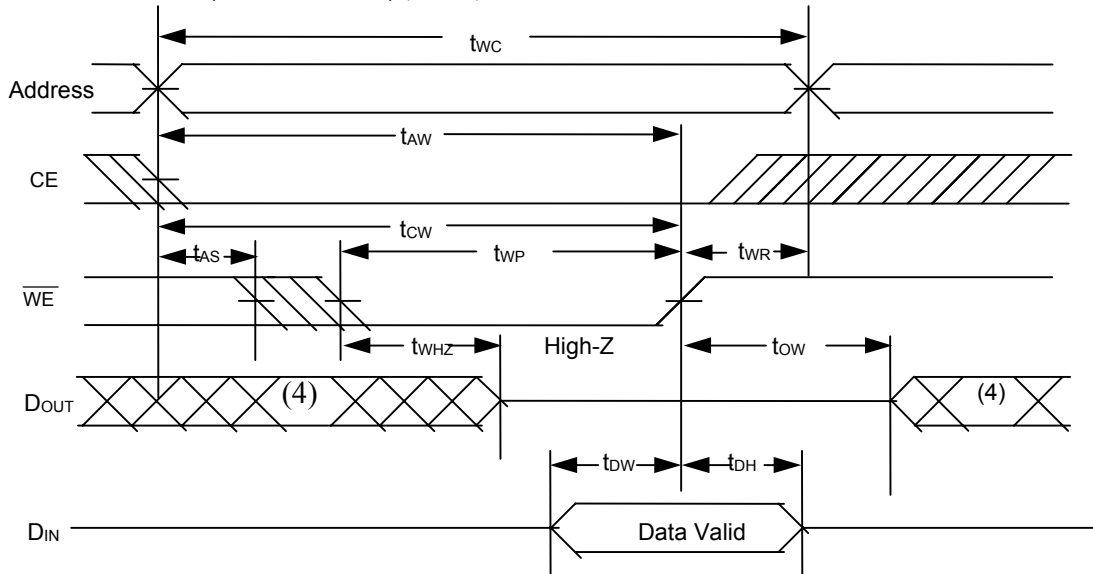 tWC
Address
tAW
CE
tCW
tAS
tWP
tWR
WE
tWHZ
High-Z
tOW
DOUT
(4)
(4)
tDW
tDH
DIN
Data Valid